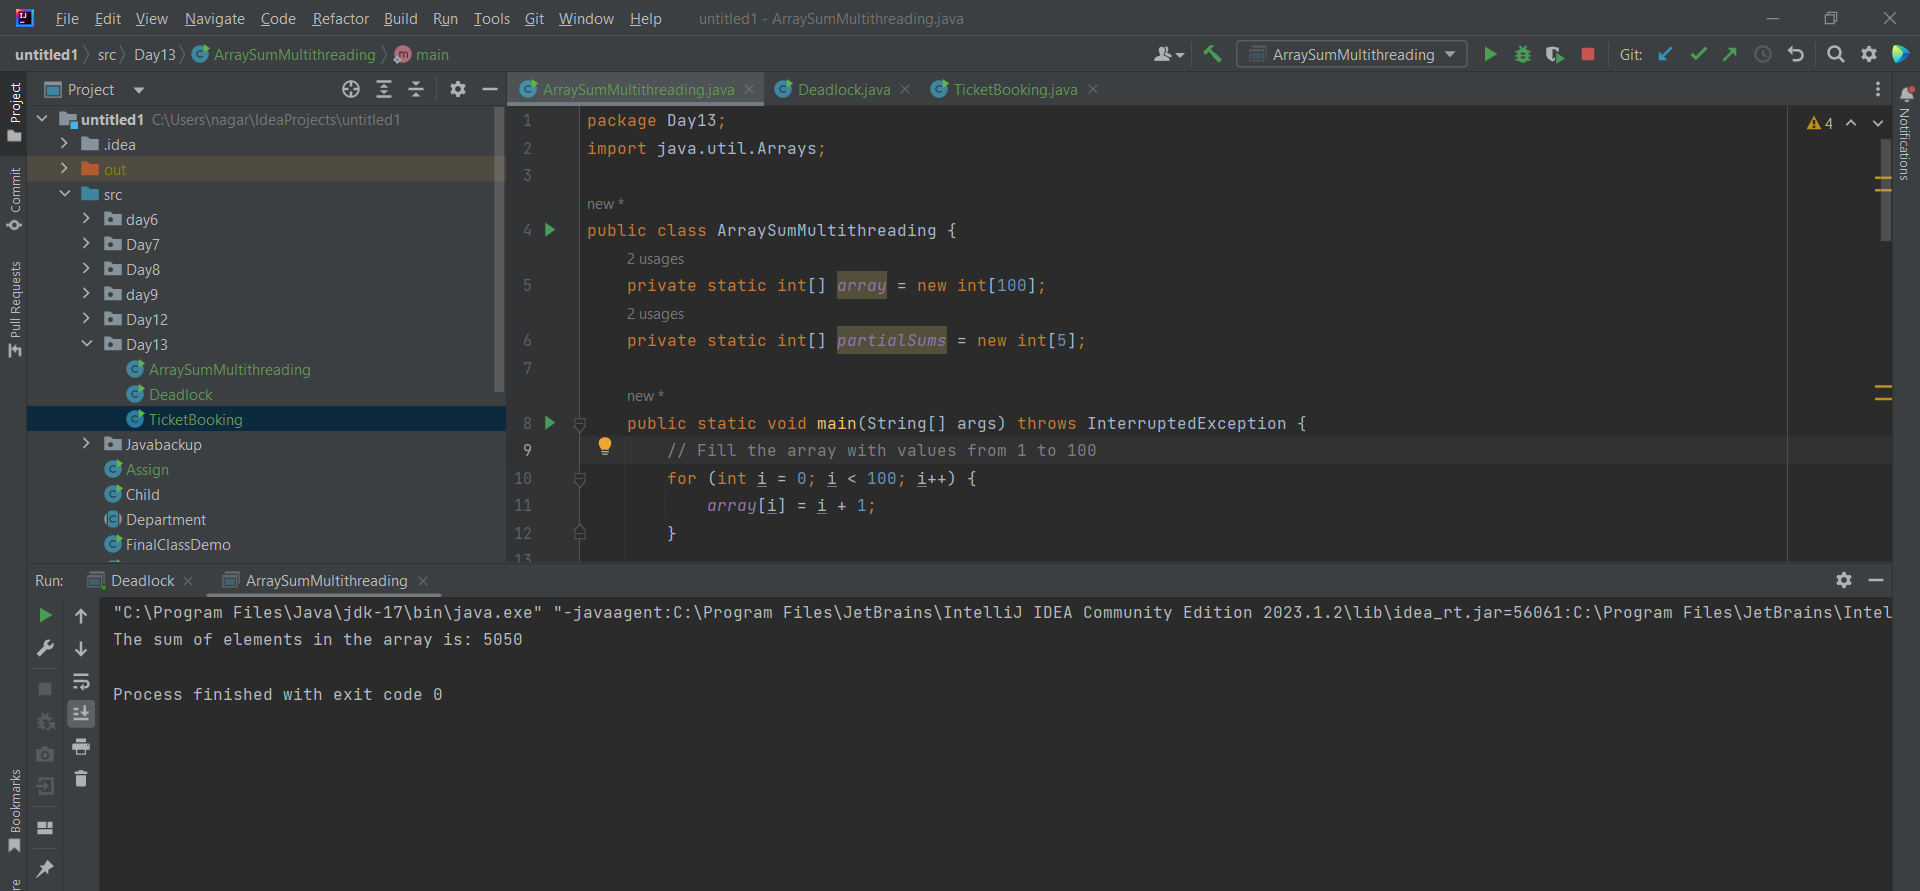 File Edit View Navigate Code Refactor Build Run Tools Git Window Help untitled1 - ArraySumMultithreading.java
untitled1 src Day13 ArraySumMultithreading main
ArraySumMultithreading
Git:
Project
Commit
Pull Requests
Bookmarks
Project
untitled1 C:\Users\nagar\IdeaProjects\untitled1
.idea
out
src
day6
Day7
Day8
day9
Day12
Day13
ArraySumMultithreading
Deadlock
TicketBooking
Javabackup
Assign
Child
Department
FinalClassDemo
ArraySumMultithreading.java Deadlock.java TicketBooking.java
4
Notifications
1 package Day13;
2 import java.util.Arrays;
3
new *
4 public class ArraySumMultithreading {
2 usages
5 private static int[] array = new int[100];
2 usages
6 private static int[] partialSums = new int[5];
7
new *
8 public static void main(String[] args) throws InterruptedException {
9 // Fill the array with values from 1 to 100
10 for (int i = 0; i < 100; i++) {
11 array[i] = i + 1;
12 }
13
Run: Deadlock ArraySumMultithreading
"C:\Program Files\Java\jdk-17\bin\java.exe" "-javaagent:C:\Program Files\JetBrains\IntelliJ IDEA Community Edition 2023.1.2\lib\idea_rt.jar=56061:C:\Program Files\JetBrains\Intel
The sum of elements in the array is: 5050
Process finished with exit code 0